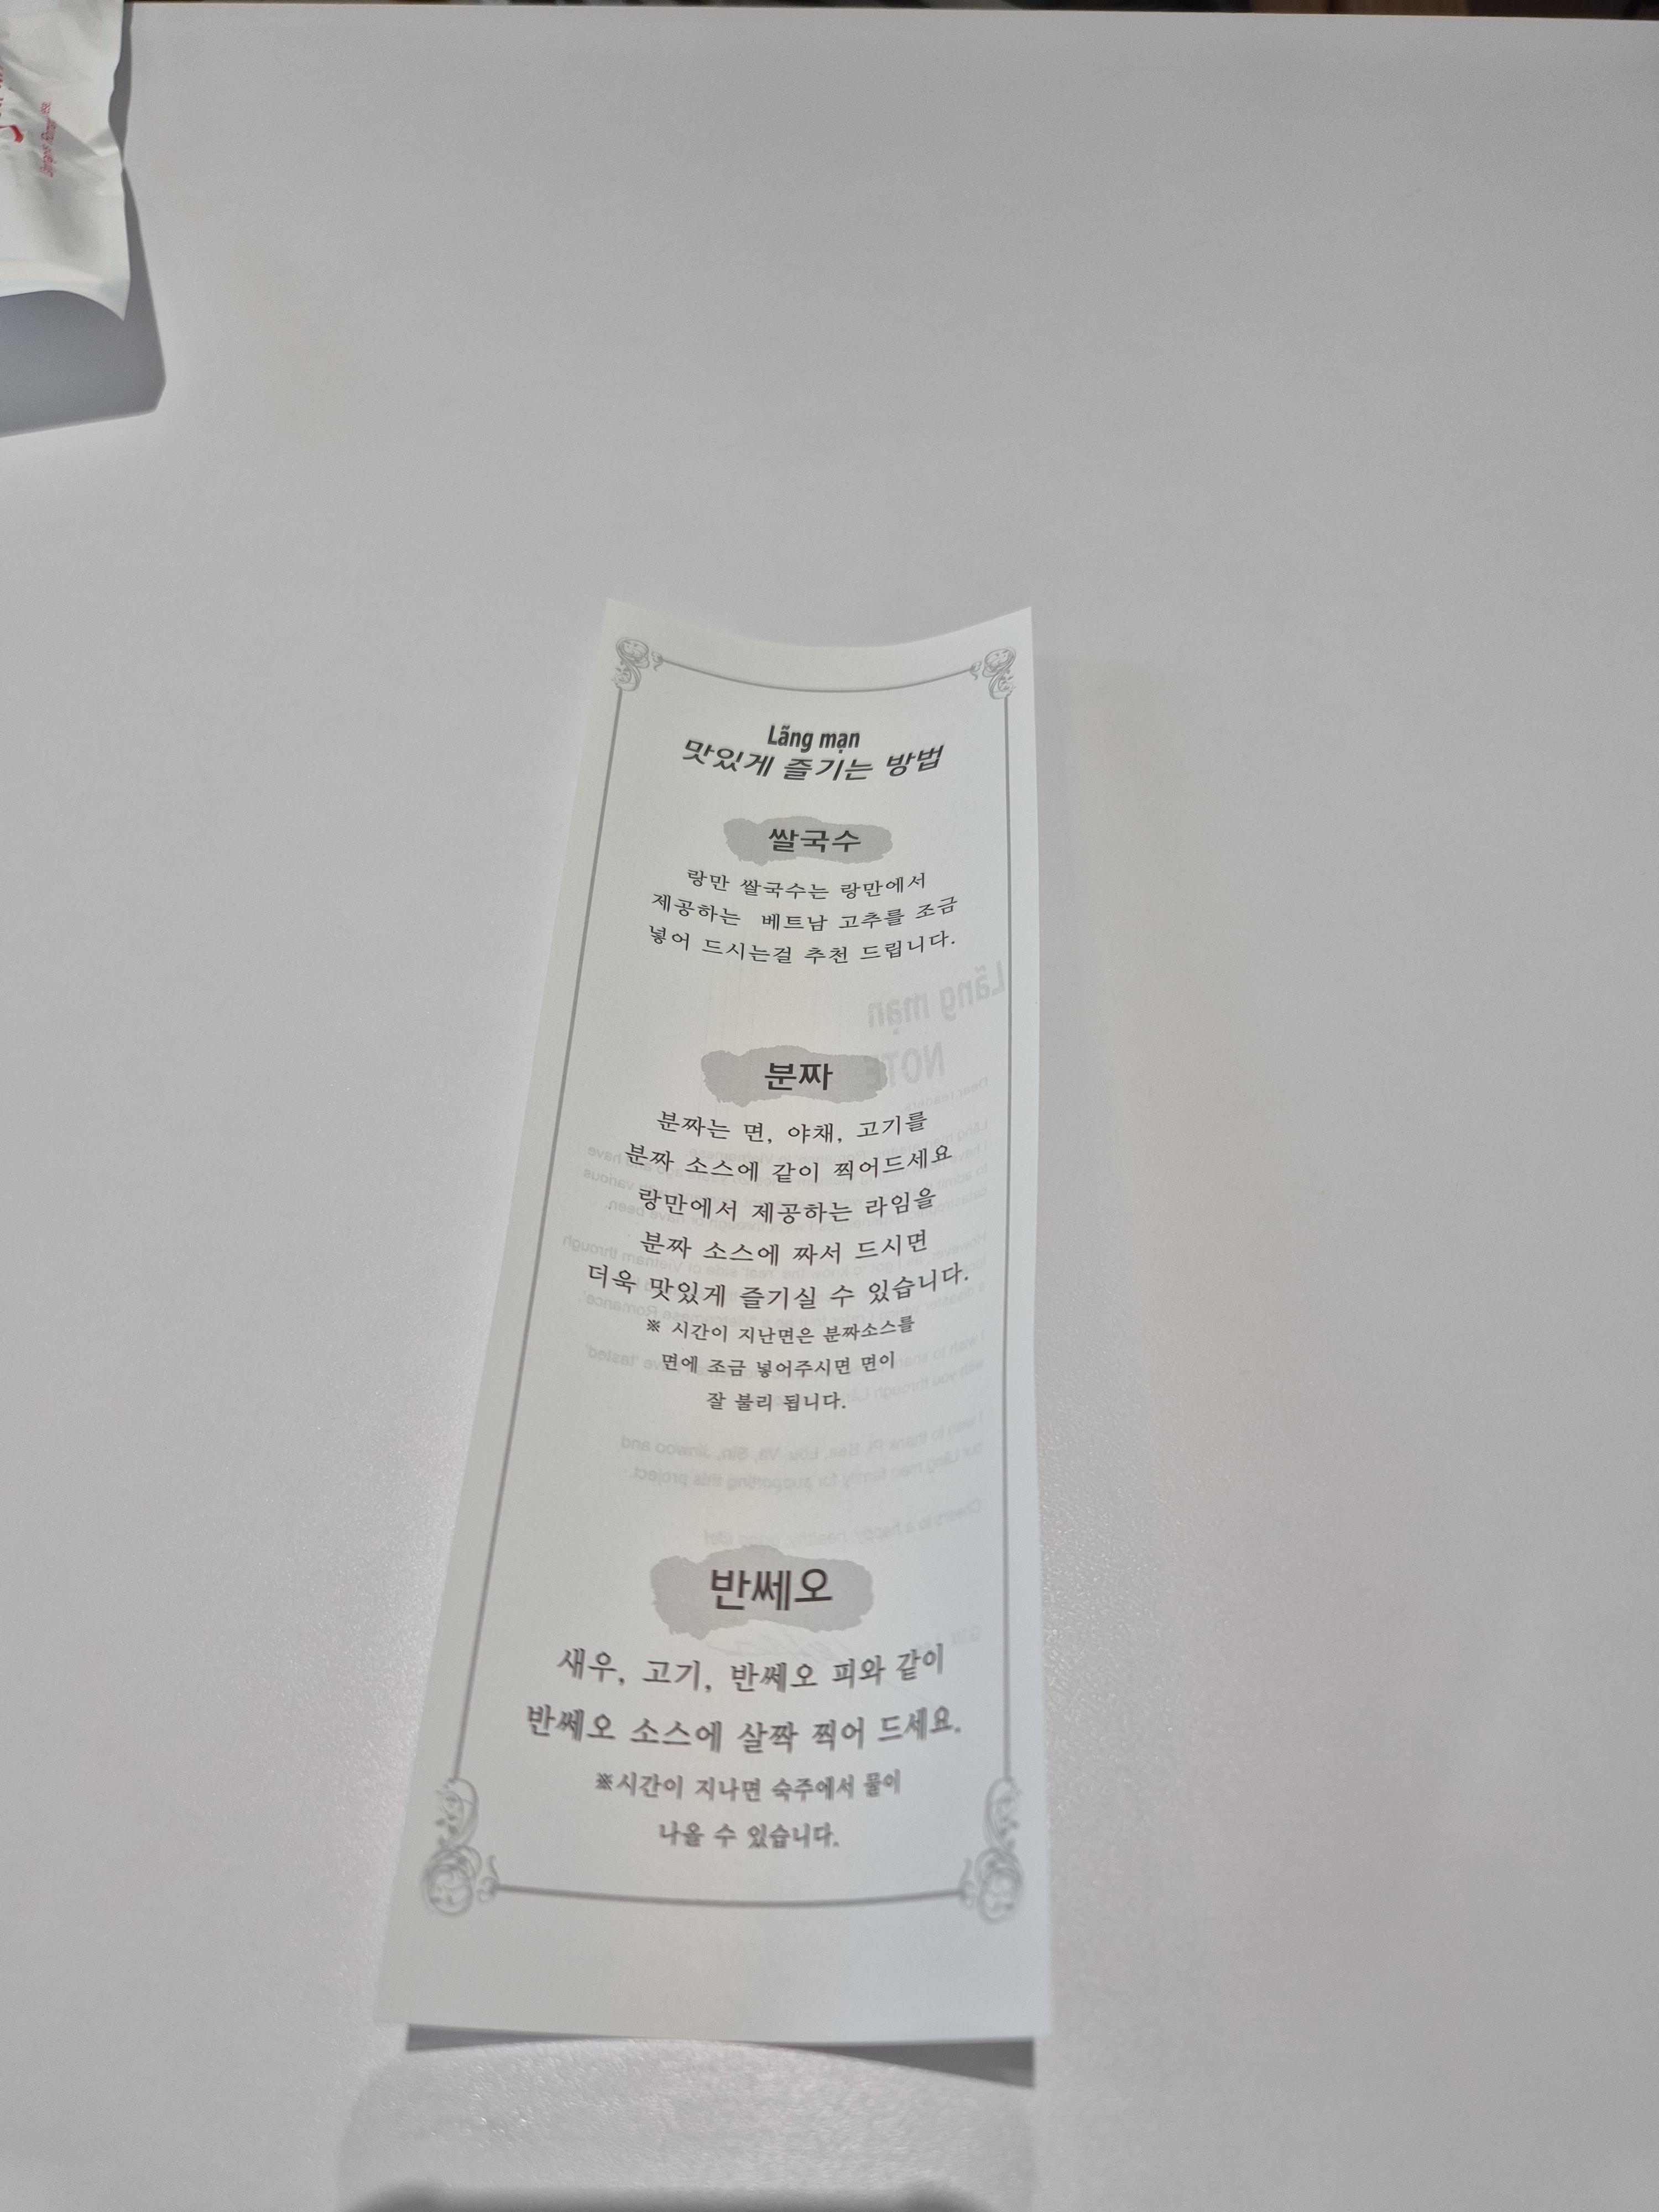 Lãng mạn
맛있게 즐기는 방법
쌀국수
랑만 쌀국수는 랑만에서
제공하는 베트남 고추를 조금
넣어 드시는걸 추천 드립니다.
분짜
분짜는 면, 야채, 고기를
분짜 소스에 같이 찍어드세요
랑만에서 제공하는 라임을
분짜 소스에 짜서 드시면
더욱 맛있게 즐기실 수 있습니다.
※ 시간이 지난면은 분짜소스를
면에 조금 넣어주시면 면이
잘 불리 됩니다.
반쎄오
새우, 고기, 반쎄오 피와 같이
반쎄오 소스에 살짝 찍어 드세요.
※시간이 지나면 숙주에서 물이
나올 수 있습니다.